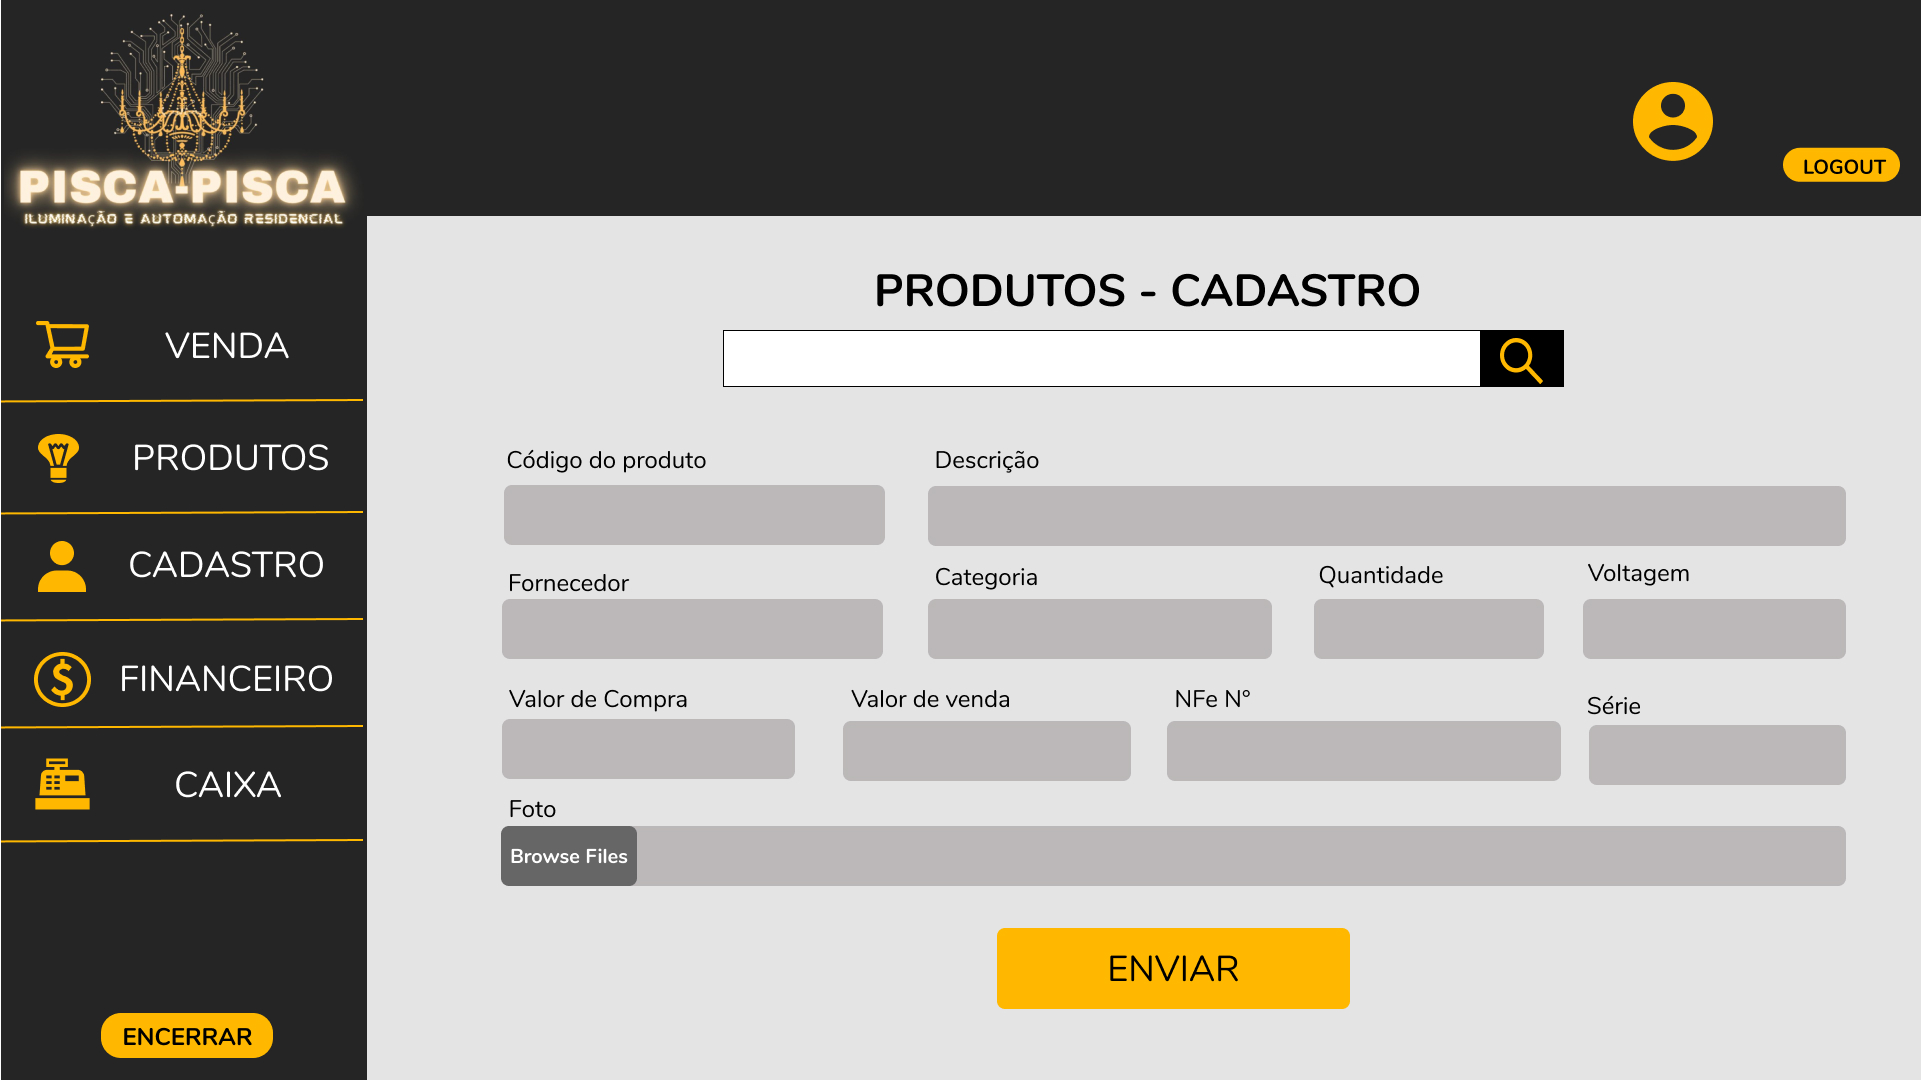 PISCA-PISCA
ILUMINAÇÃO E AUTOMAÇÃO RESIDENCIAL
LOGOUT
VENDA
PRODUTOS
CADASTRO
FINANCEIRO
CAIXA
ENCERRAR
PRODUTOS - CADASTRO
Código do produto
Descrição
Fornecedor
Categoria
Quantidade
Voltagem
Valor de Compra
Valor de venda
NFe N°
Série
Foto
Browse Files
ENVIAR